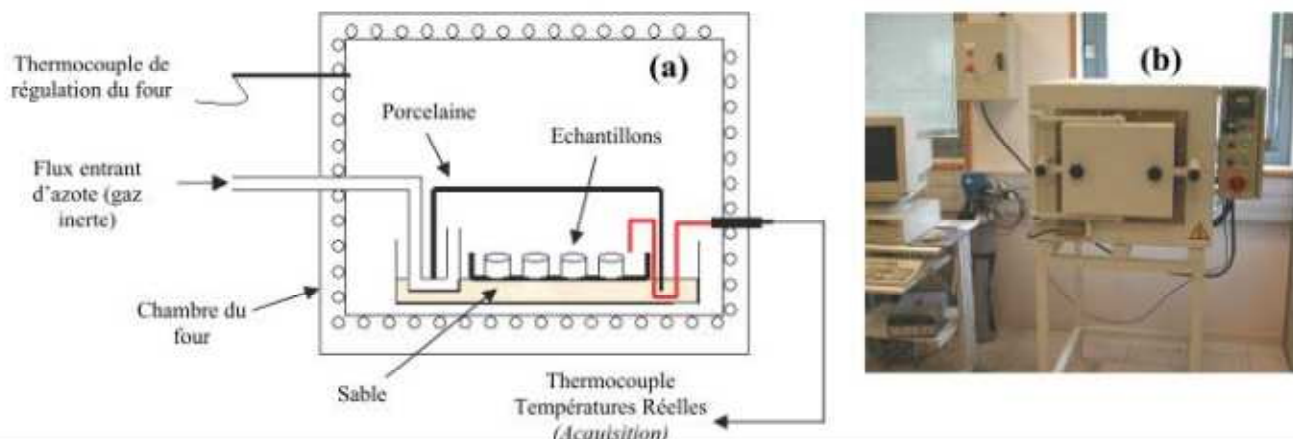 (a)
(b)
Thermocouple de
régulation du four
Porcelaine
Echantillons
Flux entrant
d'azote (gaz
inerte)
Chambre du
four
Sable
Thermocouple
Températures Réelles
(Acquisition)